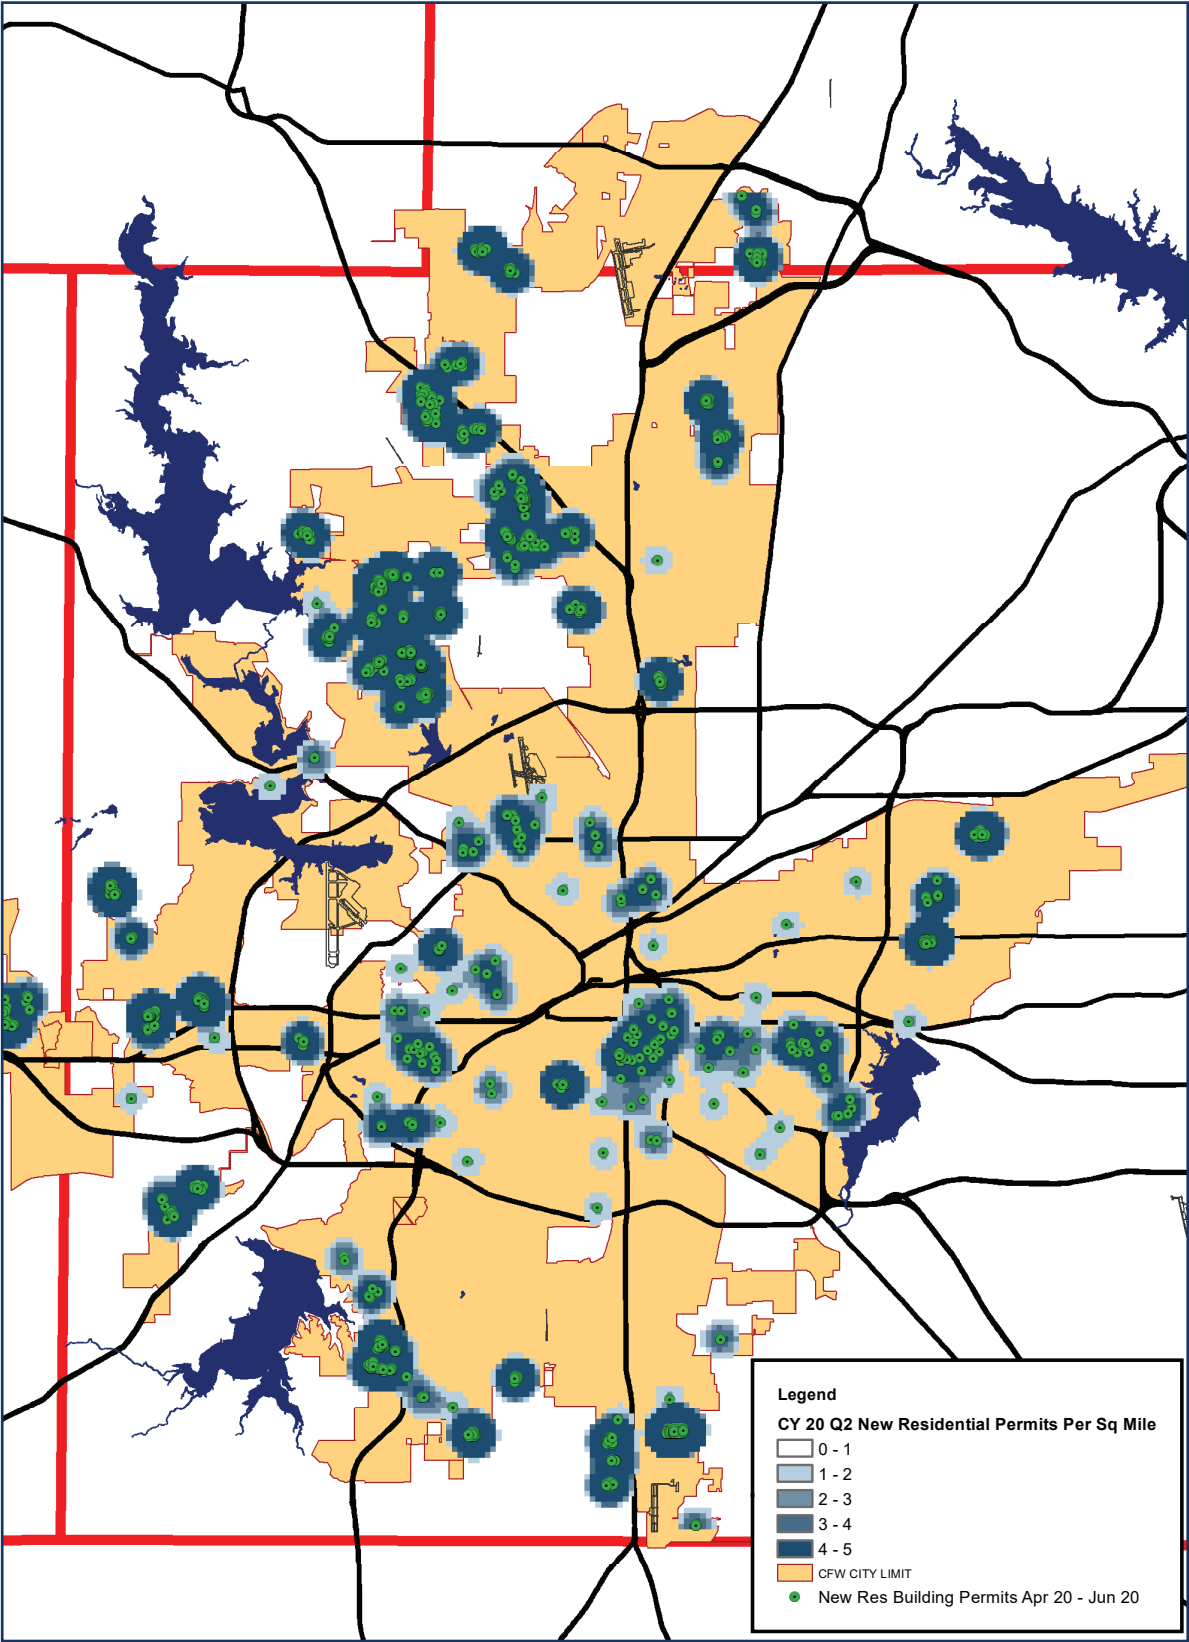 Legend
CY 20 Q2 New Residential Permits Per Sq Mile
0 - 1
1 - 2
2 - 3
3 - 4
4 - 5
CFW CITY LIMIT
New Res Building Permits Apr 20 - Jun 20